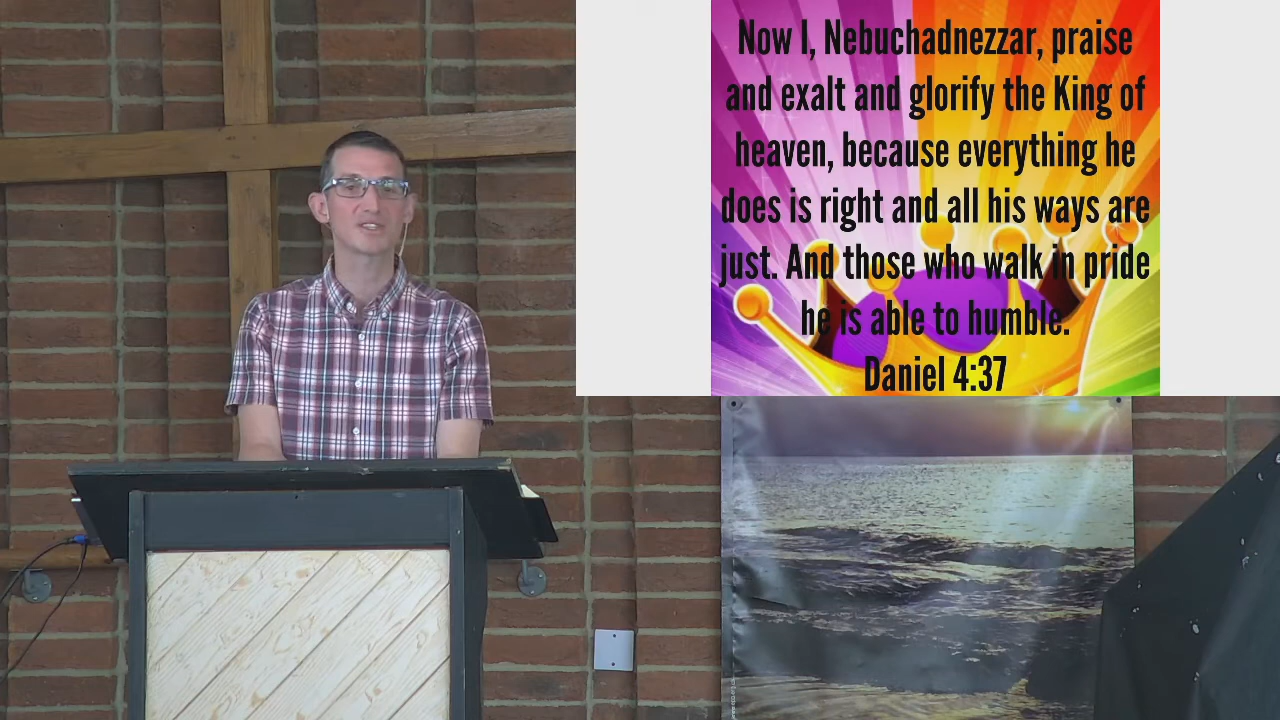 Now I, Nebuchadnezzar, praise
and exalt and glorify the King of
heaven, because everything he
does is right and all his ways are
just. And those who walk in pride
he is able to humble.
Daniel 4:37